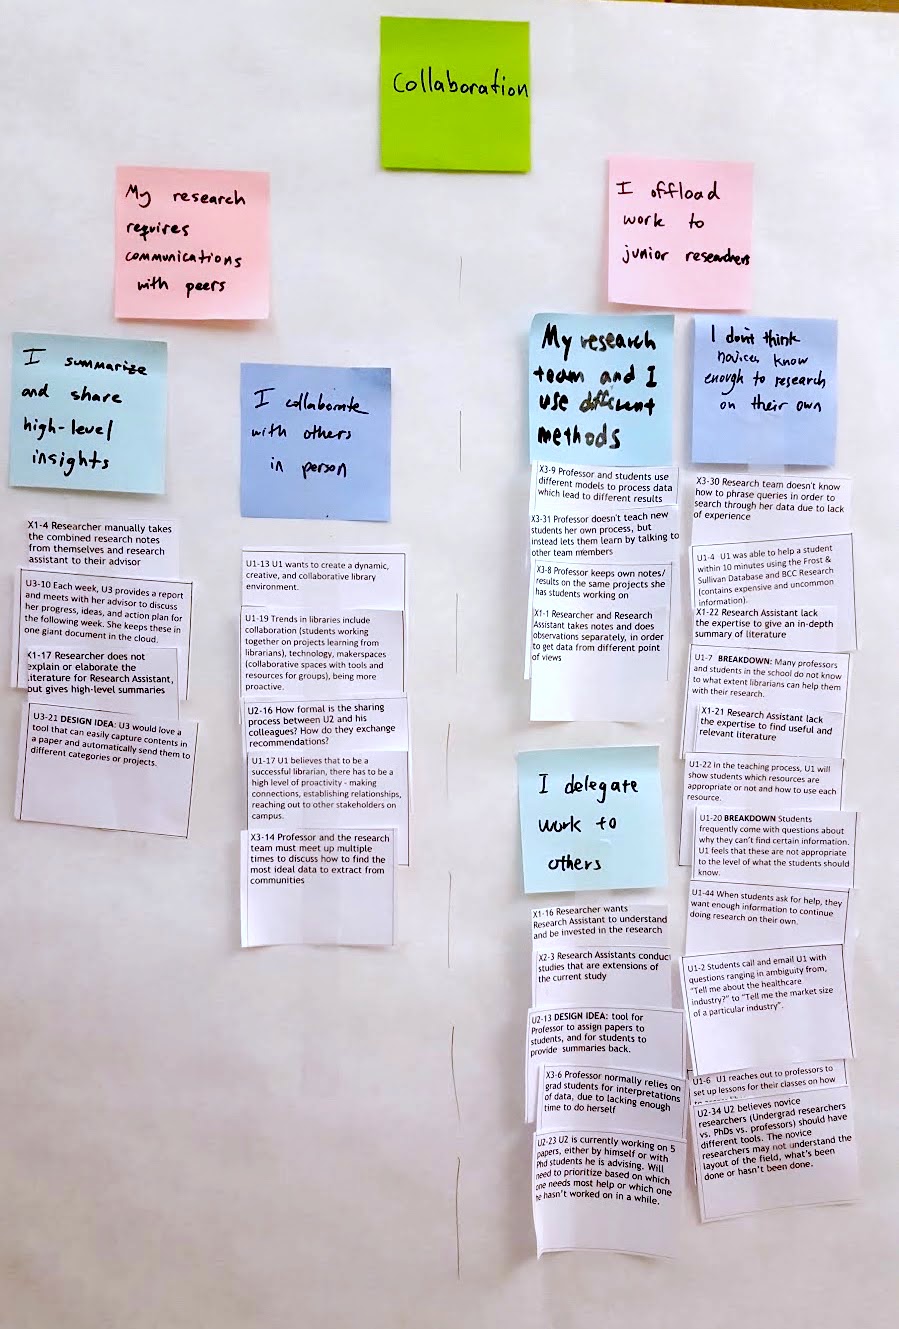 Collaboration
My research
requires
communications
with peers
I offload
work to
junior researchers
I summarize
and share
high-level
insights
X1-4 Researcher manually takes
the combined research notes
from themselves and research
assistant to their advisor
U3-10 Each week, U3 provides a report
and meets with her advisor to discuss
her progress, ideas, and action plan for
the following week. She keeps these in
one giant document in the cloud.
X1-17 Researcher does not
explain or elaborate the
literature for Research Assistant,
but gives high-level summaries
U3-21 DESIGN IDEA: U3 would love a
tool that can easily capture contents in
a paper and automatically send them to
different categories or projects.
I collaborate
with others
in person
U1-13 U1 wants to create a dynamic,
creative, and collaborative library
environment.
U1-19 Trends in libraries include
collaboration (students working
together on projects learning from
librarians), technology, makerspaces
(collaborative spaces with tools and
resources for groups), being more
proactive.
U2-16 How formal is the sharing
process between U2 and his
colleagues? How do they exchange
recommendations?
U1-17 U1 believes that to be a
successful librarian, there has to be a
high level of proactivity - making
connections, establishing relationships,
reaching out to other stakeholders on
campus.
X3-14 Professor and the research
team must meet up multiple
times to discuss how to find the
most ideal data to extract from
communities
My research
team and I
use different
methods
X3-9 Professor and students use
different models to process data
which lead to different results
X3-31 Professor doesn't teach new
students her own process, but
instead lets them learn by talking to
other team members
X3-8 Professor keeps own notes/
results on the same projects she
has students working on
X1-1 Researcher and Research
Assistant takes notes and does
observations separately, in order
to get data from different point
of views
I delegate
work to
others
X1-16 Researcher wants
Research Assistant to understand
and be invested in the research
X2-3 Research Assistants conduct
studies that are extensions of
the current study
U2-13 DESIGN IDEA: tool for
Professor to assign papers to
students, and for students to
provide summaries back.
X3-6 Professor normally relies on
grad students for interpretations
of data, due to lacking enough
time to do herself
U2-23 U2 is currently working on 5
papers, either by himself or with
Phd students he is advising. Will
need to prioritize based on which
one needs most help or which one
he hasn't worked on in a while.
I don't think
novices know
enough to research
on their own
X3-30 Research team doesn't know
how to phrase queries in order to
search through her data due to lack
of experience
U1-4 U1 was able to help a student
within 10 minutes using the Frost &
Sullivan Database and BCC Research
(contains expensive and uncommon
information).
X1-22 Research Assistant lack
the expertise to give an in-depth
summary of literature
U1-7 BREAKDOWN: Many professors
and students in the school do not know
to what extent librarians can help them
with their research.
X1-21 Research Assistant lack
the expertise to find useful and
relevant literature
U1-22 In the teaching process, U1 will
show students which resources are
appropriate or not and how to use each
resource.
U1-20 BREAKDOWN Students
frequently come with questions about
why they can't find certain information.
U1 feels that these are not appropriate
to the level of what the students should
know.
U1-44 When students ask for help, they
want enough information to continue
doing research on their own.
U1-2 Students call and email U1 with
questions ranging in ambiguity from,
"Tell me about the healthcare
industry?" to "Tell me the market size
of a particular industry".
U1-6 U1 reaches out to professors to
set up lessons for their classes on how
U2-34 U2 believes novice
researchers (Undergrad researchers
vs. PhDs vs. professors) should have
different tools. The novice
researchers may not understand the
layout of the field, what's been
done or hasn't been done.